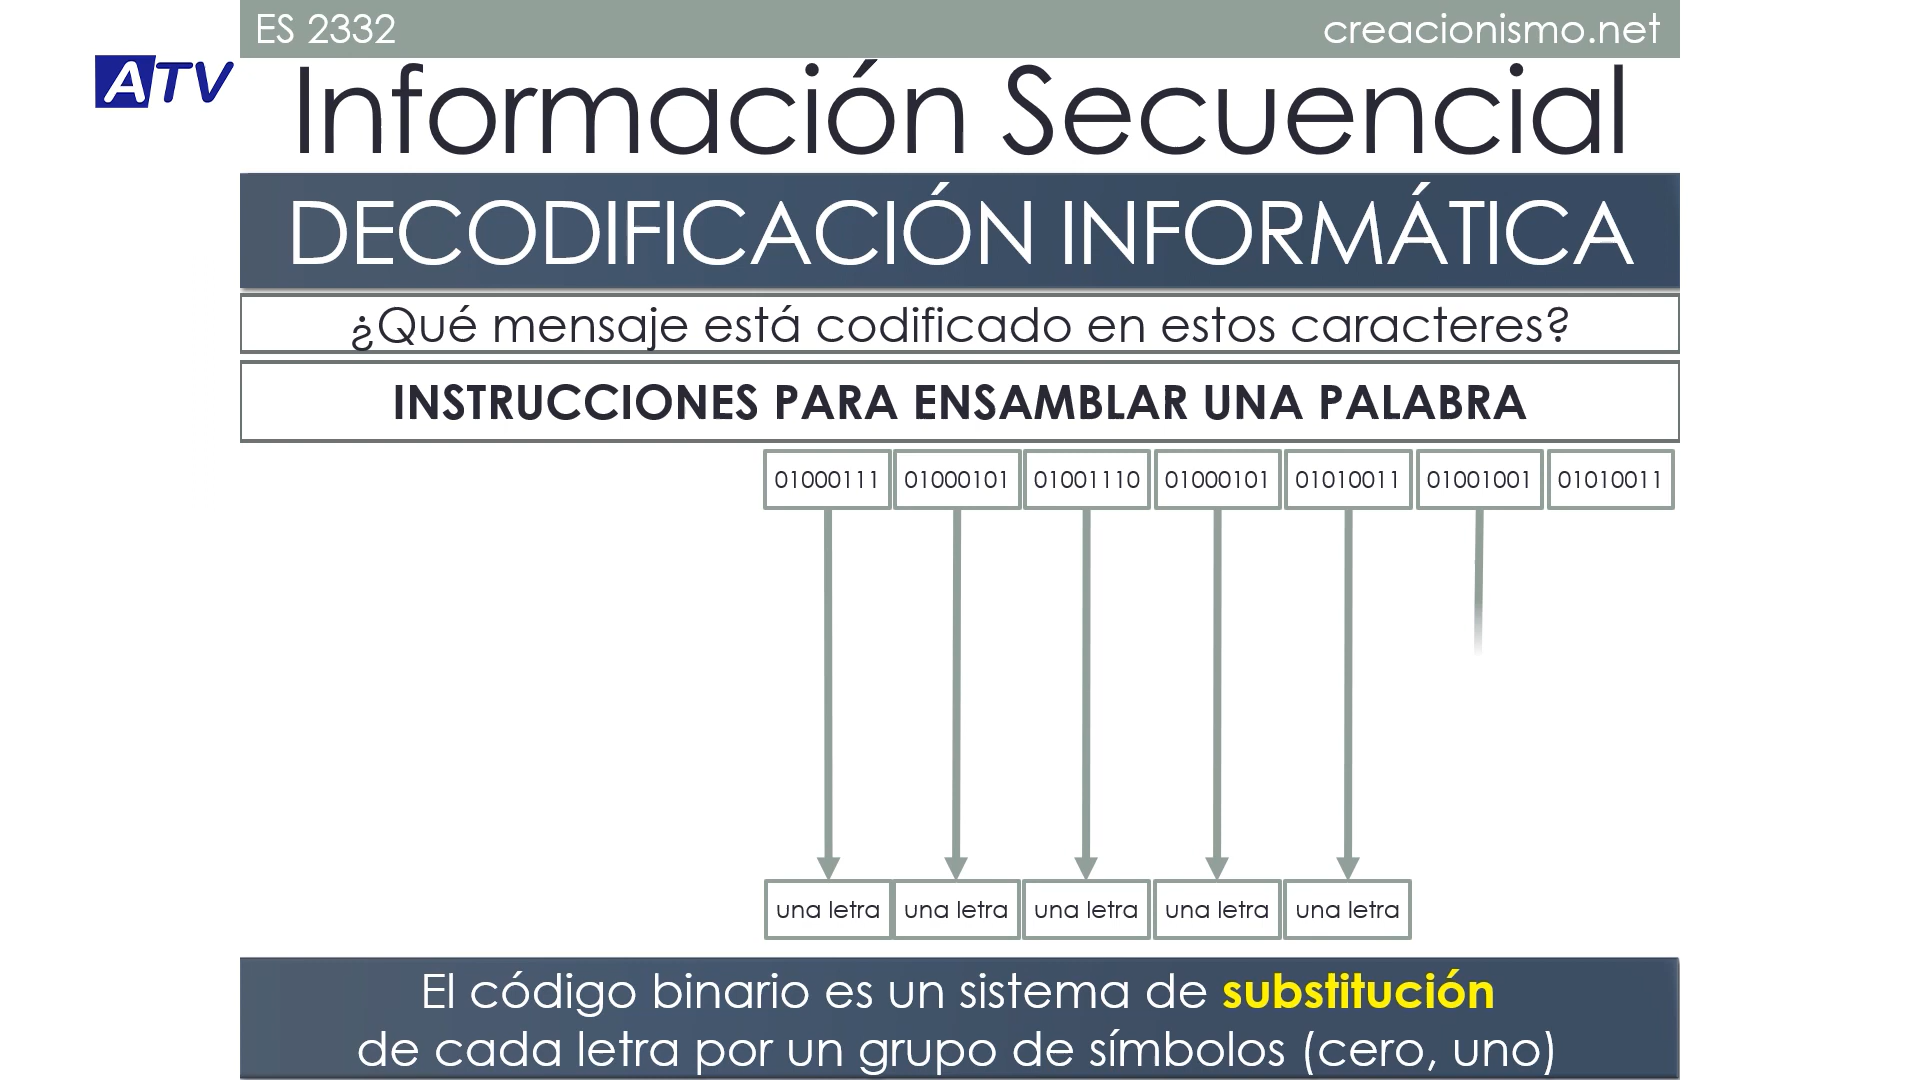 ES 2332
creacionismo.net
ATV
Información Secuencial
DECODIFICACIÓN INFORMÁTICA
¿Qué mensaje está codificado en estos caracteres?
INSTRUCCIONES PARA ENSAMBLAR UNA PALABRA
01000111 01000101 01001110 01000101 01010011 01001001 01010011
una letra una letra una letra una letra una letra
El código binario es un sistema de substitución
de cada letra por un grupo de símbolos (cero, uno)